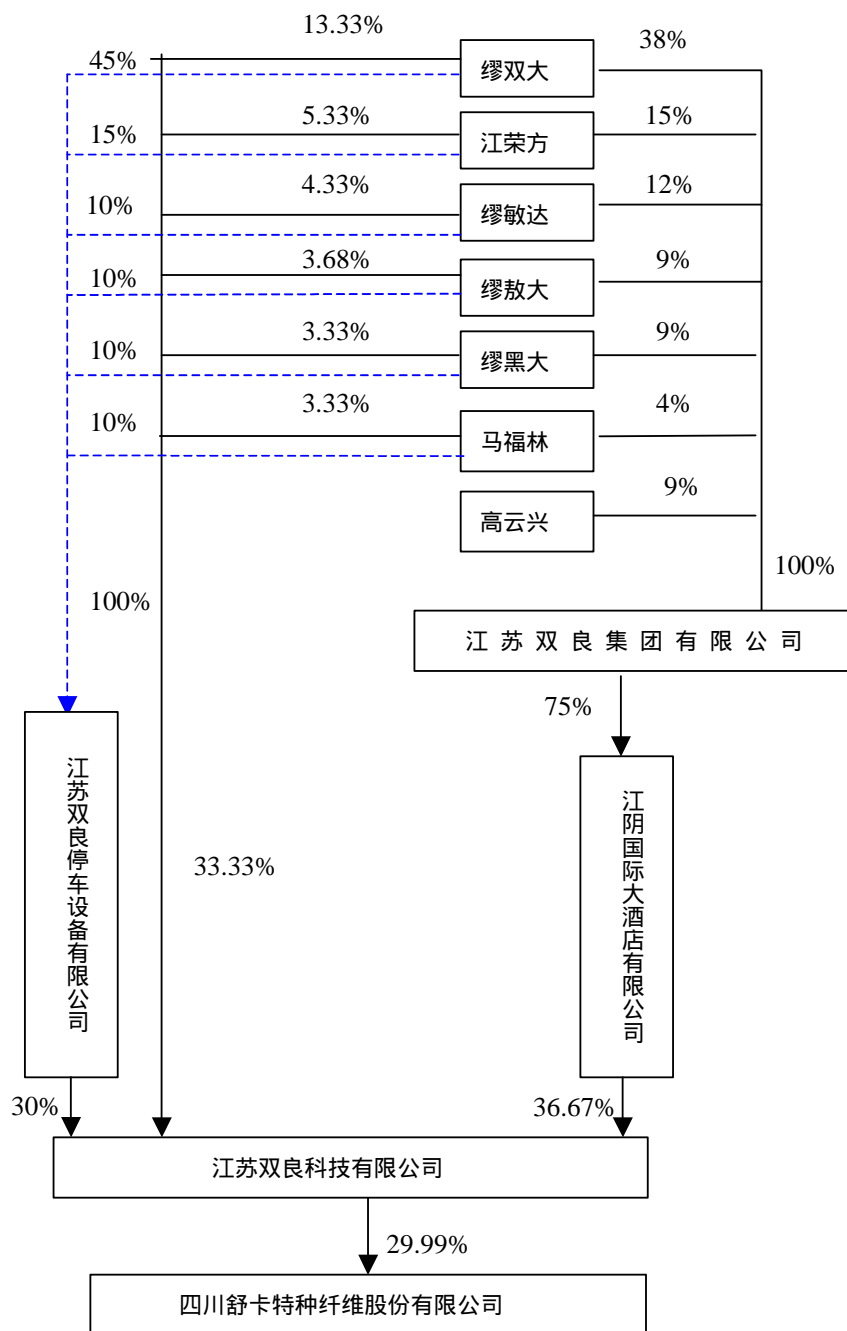 13.33%
45% 缪双大 38%
15% 5.33% 江荣方 15%
10% 4.33% 缪敏达 12%
10% 3.68% 缪敖大 9%
10% 3.33% 缪黑大 9%
10% 3.33% 马福林 4%
高云兴 9%
100% 100%
江苏双良集团有限公司
75%
江苏双良停车设备有限公司
江阴国际大酒店有限公司
33.33%
30% 36.67%
江苏双良科技有限公司
29.99%
四川舒卡特种纤维股份有限公司